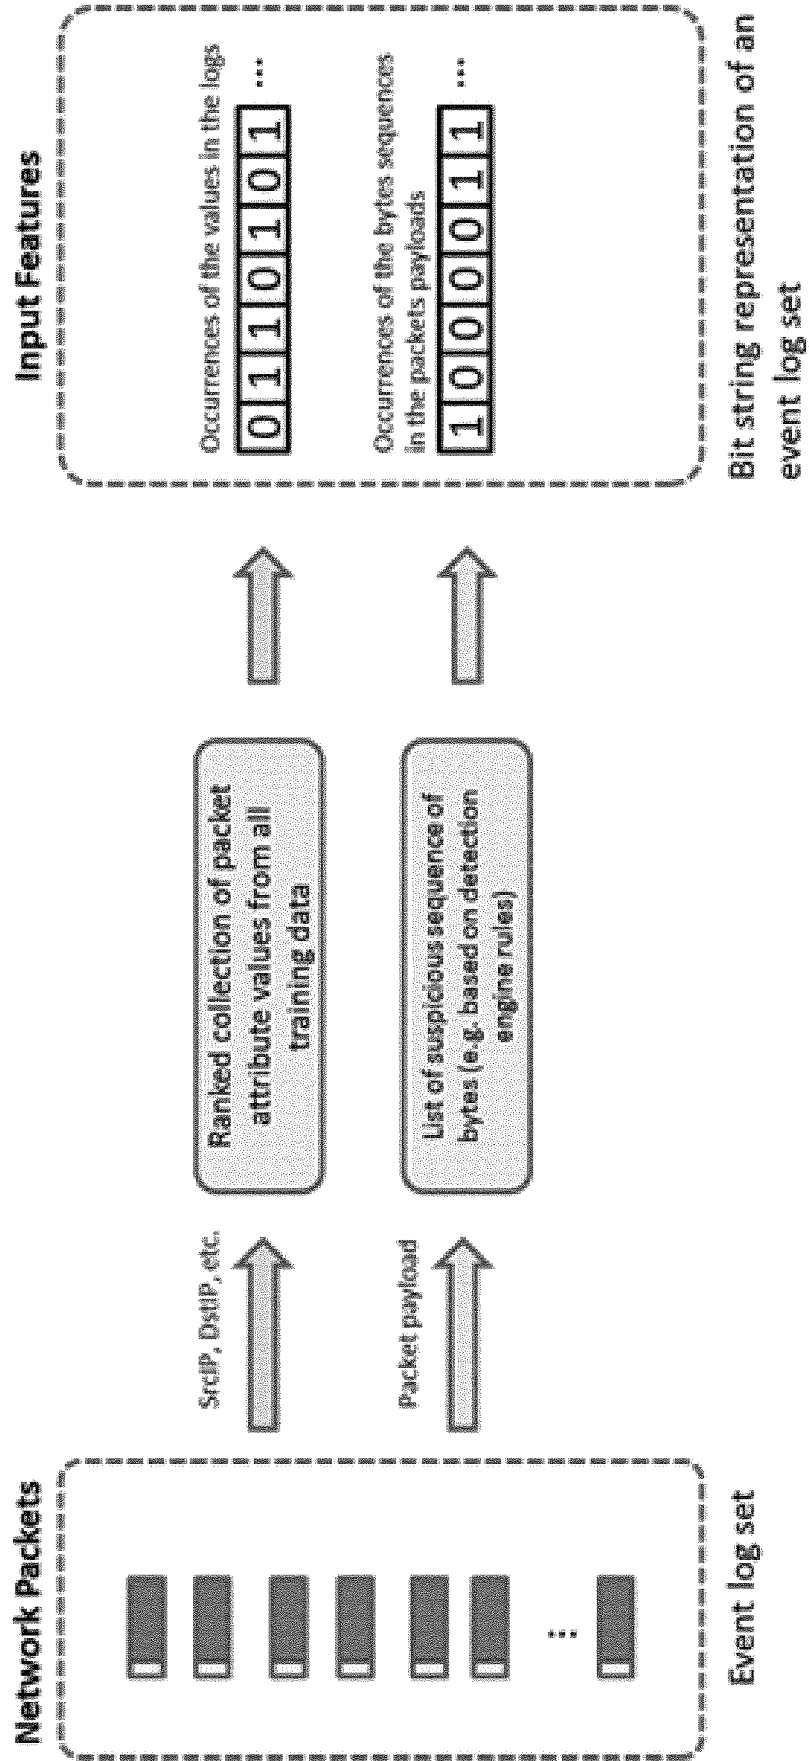 Network Packets
Event log set
SrcIP, DstIP, etc.
Packet payload
Ranked collection of packet
attribute values from all
training data
List of suspicious sequence of
bytes (e.g. based on detection
engine rules)
Input Features
Occurrences of the values in the logs
0 1 1 0 1 0 1 ...
Occurrences of the bytes sequences
in the packets payloads
1 0 0 0 0 1 1 ...
Bit string representation of an
event log set
...